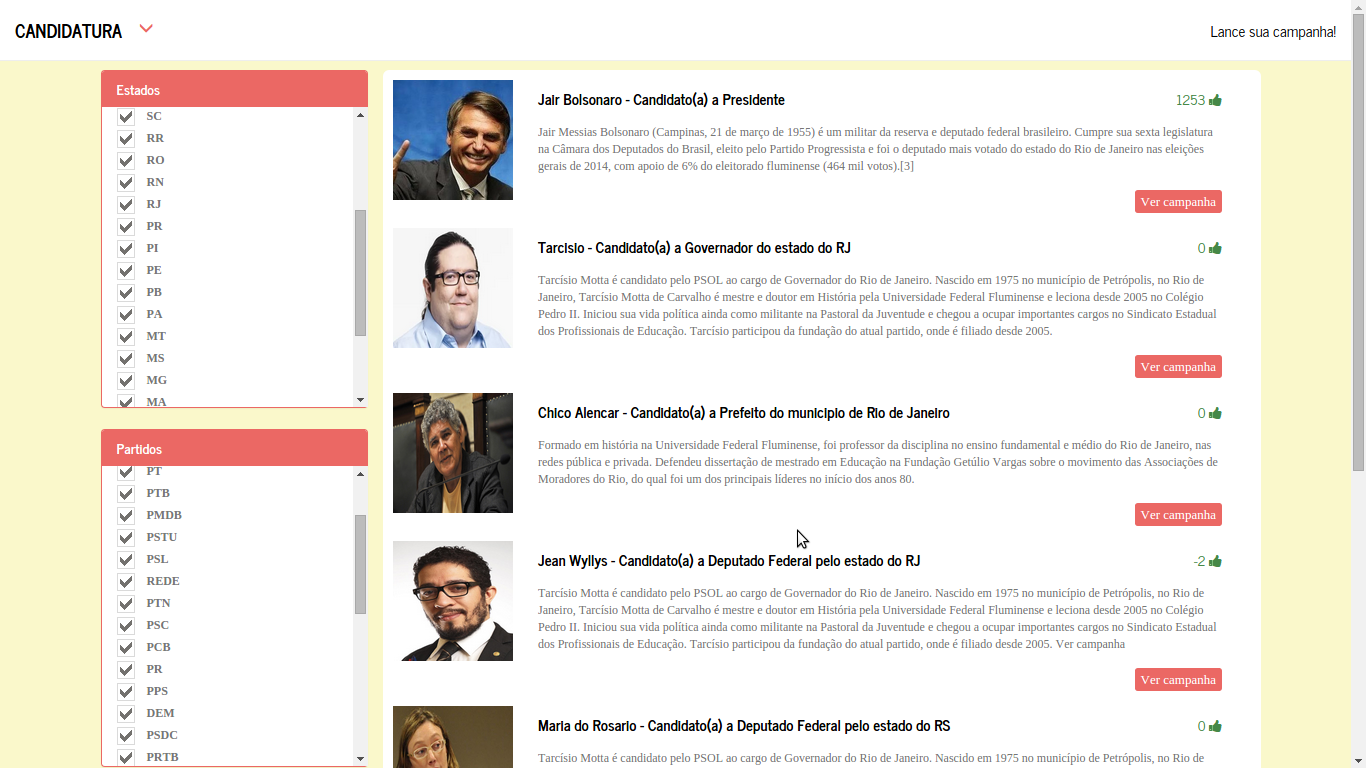 CANDIDATURA
Lance sua campanha!
Estados
SC
RR
RO
RN
RJ
PR
PI
PE
PB
PA
MT
MS
MG
MA
Partidos
PT
PTB
PMDB
PSTU
PSL
REDE
PTN
PSC
PCB
PR
PPS
DEM
PSDC
PRTB
Jair Bolsonaro - Candidato(a) a Presidente
1253
Jair Messias Bolsonaro (Campinas, 21 de março de 1955) é um militar da reserva e deputado federal brasileiro. Cumpre sua sexta legislatura
na Câmara dos Deputados do Brasil, eleito pelo Partido Progressista e foi o deputado mais votado do estado do Rio de Janeiro nas eleições
gerais de 2014, com apoio de 6% do eleitorado fluminense (464 mil votos).[3]
Ver campanha
Tarcisio - Candidato(a) a Governador do estado do RJ
0
Tarcísio Motta é candidato pelo PSOL ao cargo de Governador do Rio de Janeiro. Nascido em 1975 no município de Petrópolis, no Rio de
Janeiro, Tarcísio Motta de Carvalho é mestre e doutor em História pela Universidade Federal Fluminense e leciona desde 2005 no Colégio
Pedro II. Iniciou sua vida política ainda como militante na Pastoral da Juventude e chegou a ocupar importantes cargos no Sindicato Estadual
dos Profissionais de Educação. Tarcísio participou da fundação do atual partido, onde é filiado desde 2005.
Ver campanha
Chico Alencar - Candidato(a) a Prefeito do municipio de Rio de Janeiro
0
Formado em história na Universidade Federal Fluminense, foi professor da disciplina no ensino fundamental e médio do Rio de Janeiro, nas
redes pública e privada. Defendeu dissertação de mestrado em Educação na Fundação Getúlio Vargas sobre o movimento das Associações de
Moradores do Rio, do qual foi um dos principais líderes no início dos anos 80.
Ver campanha
Jean Wyllys - Candidato(a) a Deputado Federal pelo estado do RJ
-2
Tarcísio Motta é candidato pelo PSOL ao cargo de Governador do Rio de Janeiro. Nascido em 1975 no município de Petrópolis, no Rio de
Janeiro, Tarcísio Motta de Carvalho é mestre e doutor em História pela Universidade Federal Fluminense e leciona desde 2005 no Colégio
Pedro II. Iniciou sua vida política ainda como militante na Pastoral da Juventude e chegou a ocupar importantes cargos no Sindicato Estadual
dos Profissionais de Educação. Tarcísio participou da fundação do atual partido, onde é filiado desde 2005. Ver campanha
Ver campanha
Maria do Rosario - Candidato(a) a Deputado Federal pelo estado do RS
0
Tarcísio Motta é candidato pelo PSOL ao cargo de Governador do Rio de Janeiro. Nascido em 1975 no município de Petrópolis, no Rio de